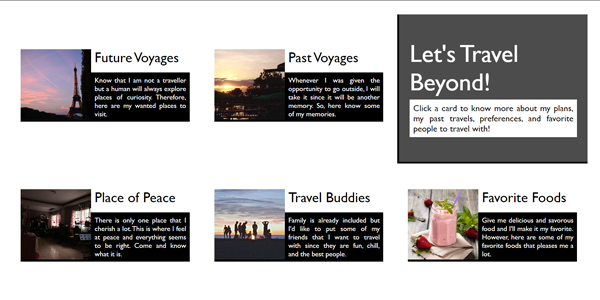 Future Voyages
Know that I am not a traveller
but a human will always explore
places of curiosity. Therefore,
here are my wanted places to
visit.
Past Voyages
Whenever I was given the
opportunity to go outside, I will
take it since it will be another
memory. So, here know some
of my memories.
Let's Travel
Beyond!
Click a card to know more about my plans,
my past travels, preferences, and favorite
people to travel with!
Place of Peace
There is only one place that I
cherish a lot. This is where I feel
at peace and everything seems
to be right. Come and know
what it is.
Travel Buddies
Family is already included but
I'd like to put some of my
friends that I want to travel
with since they are fun, chill,
and the best people.
Favorite Foods
Give me delicious and savorous
food and I'll make it my favorite.
However, here are some of my
favorite foods that pleases me a
lot.